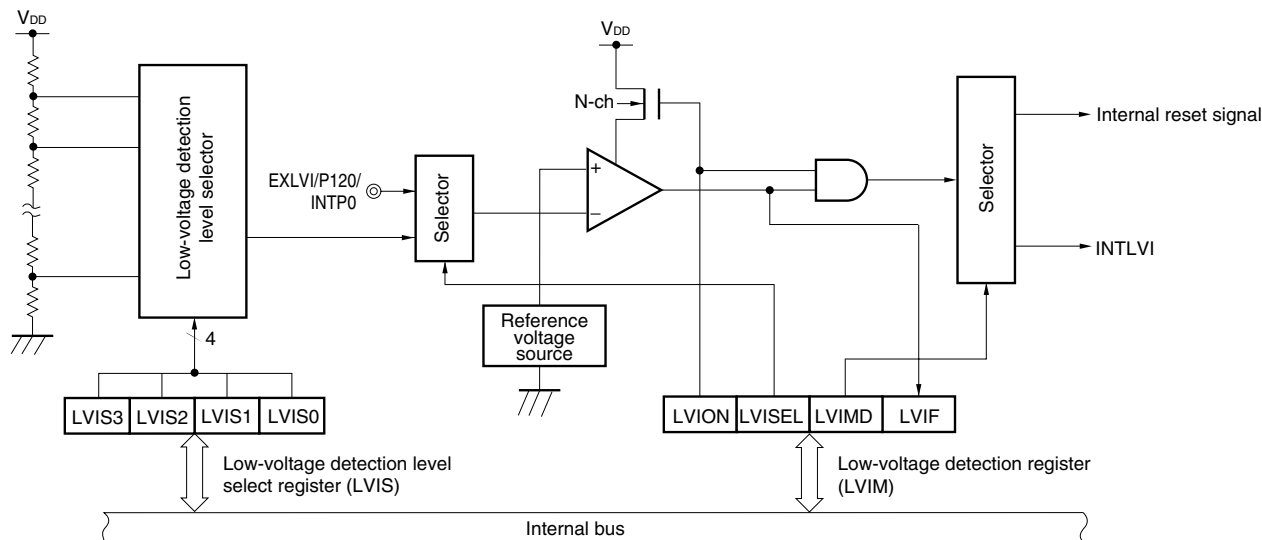 VDD
Low-voltage detection
level selector
4
LVIS3 LVIS2 LVIS1 LVIS0
Low-voltage detection level
select register (LVIS)
EXLVI/P120/
INTP0
Selector
VDD
N-ch
+
−
Reference
voltage
source
Selector
Internal reset signal
INTLVI
LVION LVISEL LVIMD LVIF
Low-voltage detection register
(LVIM)
Internal bus